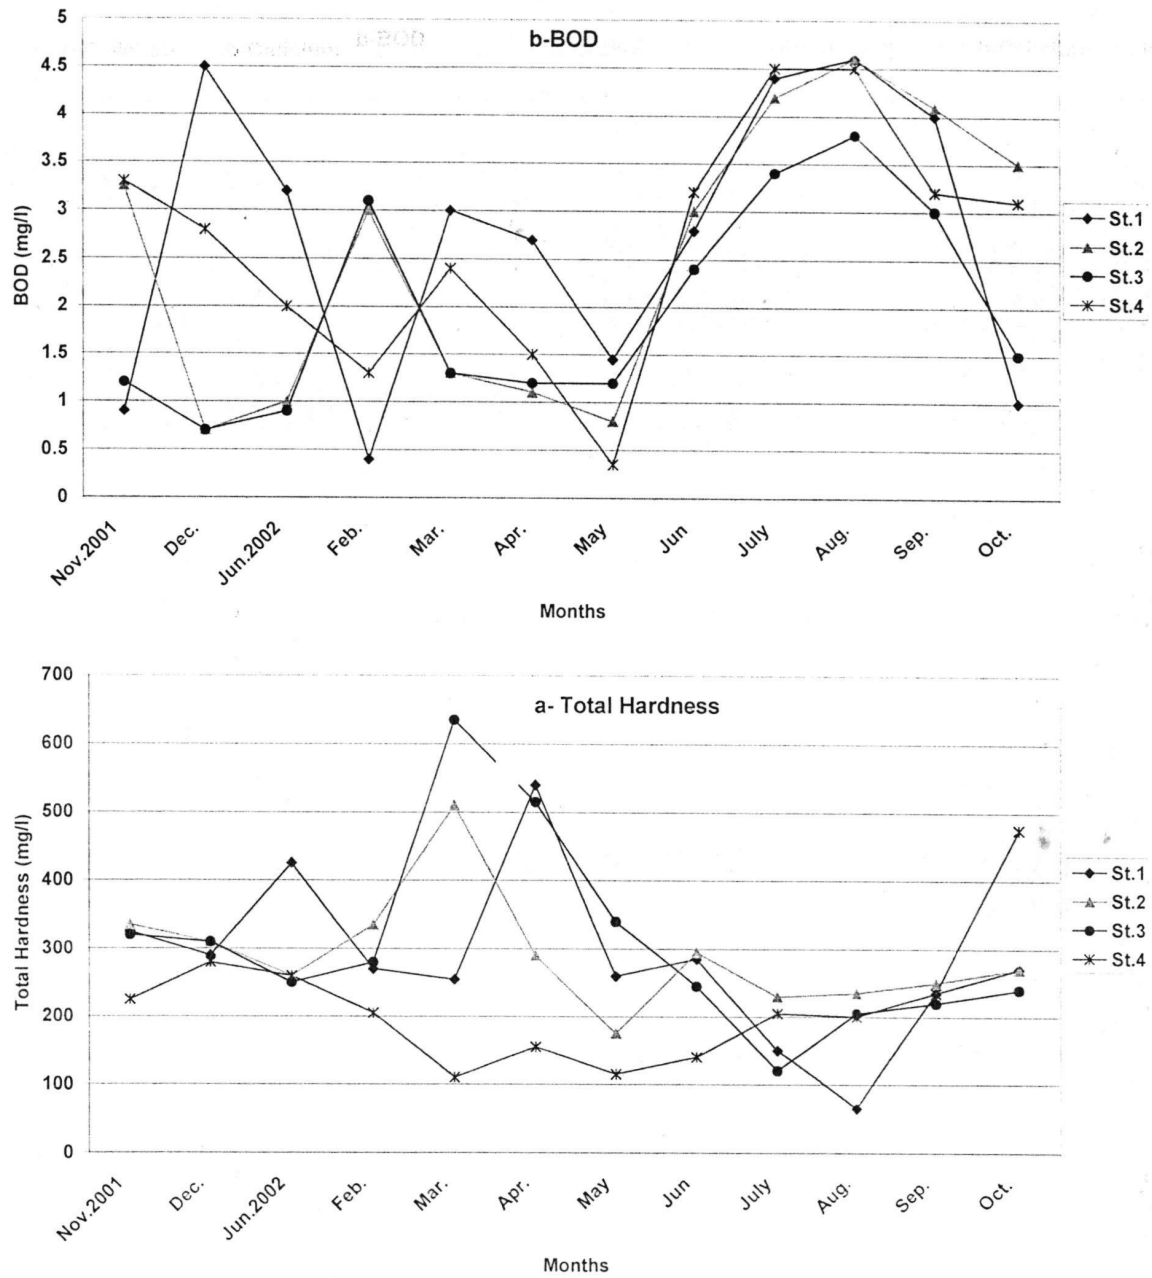 b-BOD
5
4.5
4
3.5
3
2.5
2
1.5
1
0.5
0
BOD (mg/l)
Nov.2001
Dec.
Jun.2002
Feb.
Mar.
Apr.
May
Jun
July
Aug.
Sep.
Oct.
Months
St.1
St.2
St.3
St.4
a- Total Hardness
700
600
500
400
300
200
100
0
Total Hardness (mg/l)
Nov.2001
Dec.
Jun.2002
Feb.
Mar.
Apr.
May
Jun
July
Aug.
Sep.
Oct.
Months
St.1
St.2
St.3
St.4